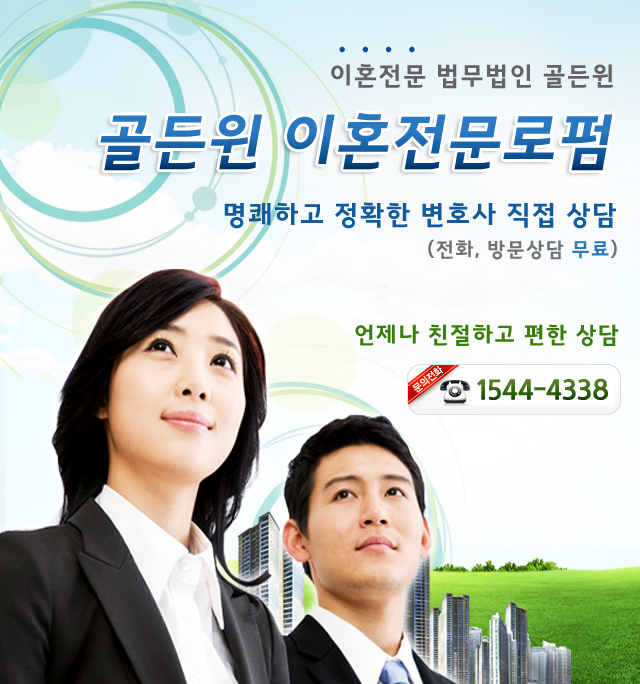 이혼전문 법무법인 골든윈
골든윈 이혼전문로펌
명쾌하고 정확한 변호사 직접 상담
(전화, 방문상담 무료)
언제나 친절하고 편한 상담
문의전화
1544-4338